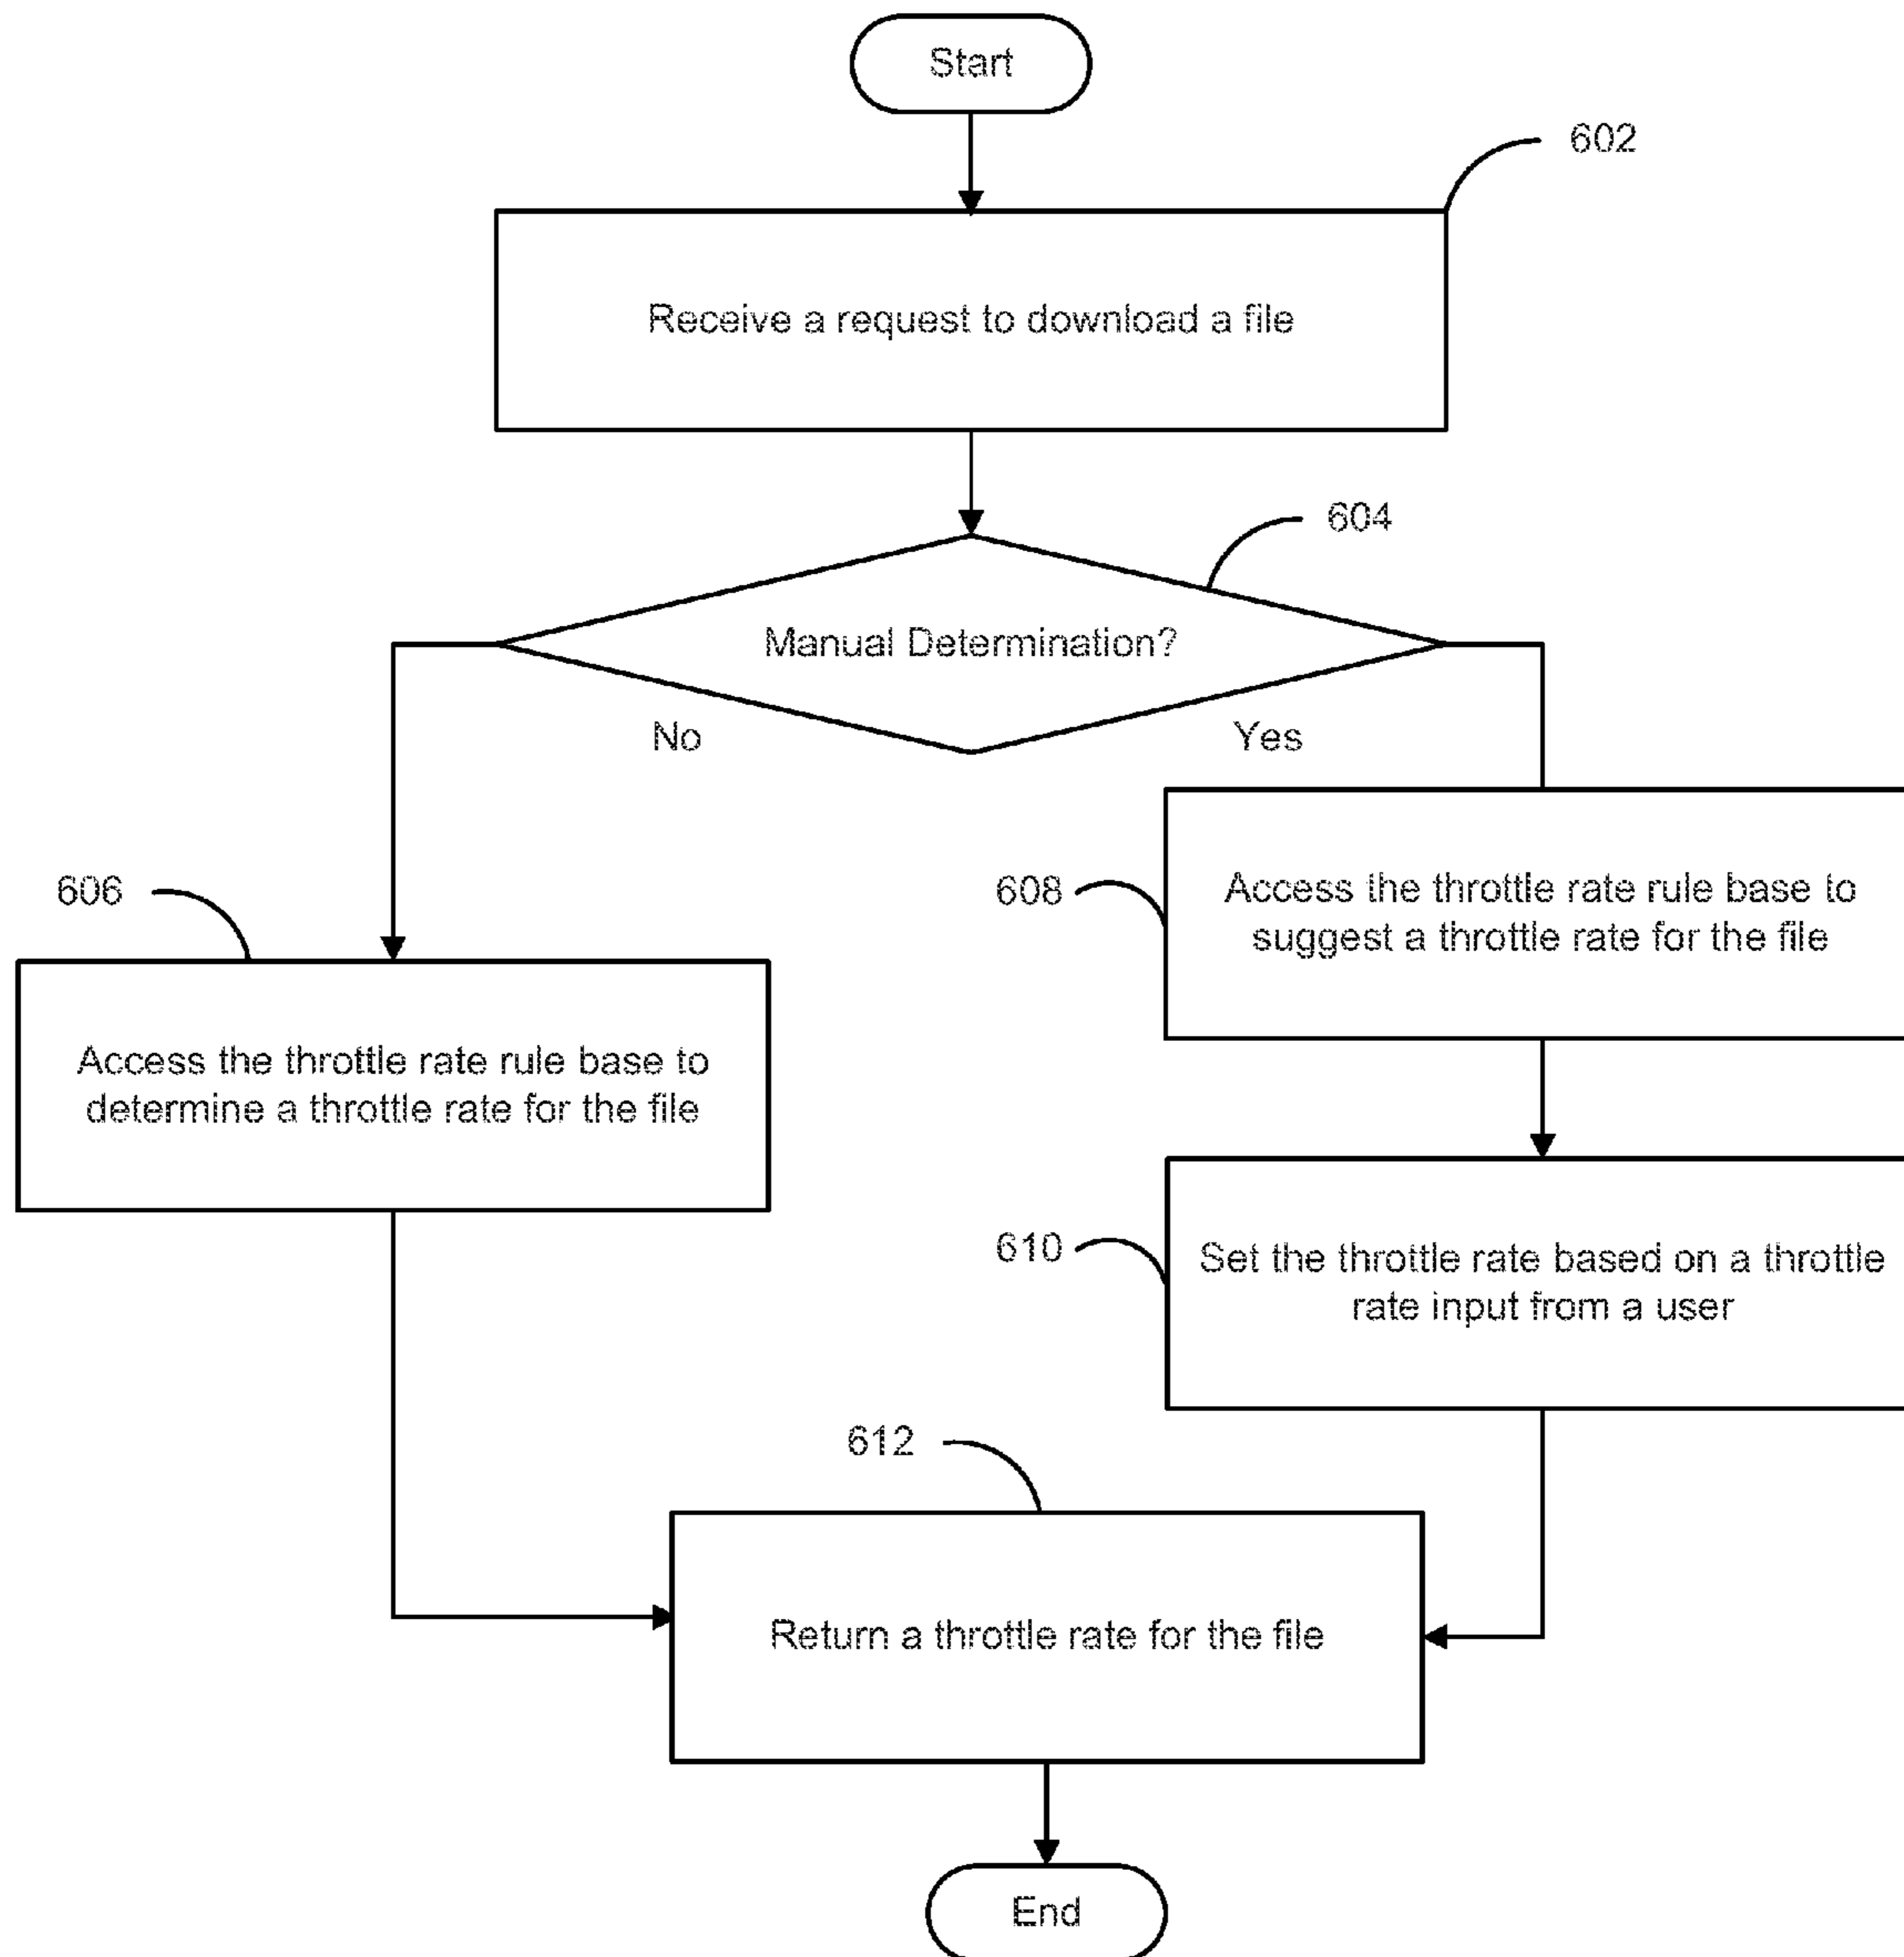 Start
602
Receive a request to download a file
604
Manual Determination?
No
Yes
606
608
Access the throttle rate rule base to
suggest a throttle rate for the file
Access the throttle rate rule base to
determine a throttle rate for the file
610
Set the throttle rate based on a throttle
rate input from a user
612
Return a throttle rate for the file
End